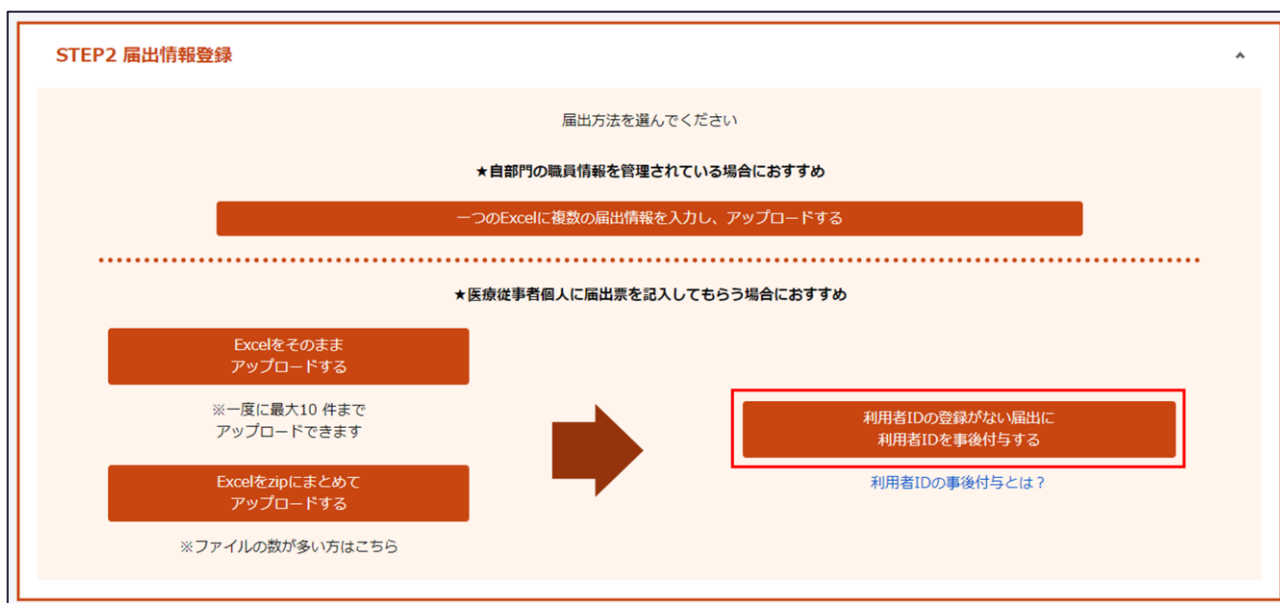 STEP2 届出情報登録
届出方法を選んでください
★自部門の職員情報を管理されている場合におすすめ
一つのExcelに複数の届出情報を入力し、アップロードする
★医療従事者個人に届出票を記入してもらう場合におすすめ
Excelをそのまま
アップロードする
※一度に最大10 件まで
アップロードできます
Excelをzipにまとめて
アップロードする
※ファイルの数が多い方はこちら
利用者IDの登録がない届出に
利用者IDを事後付与する
利用者IDの事後付与とは？